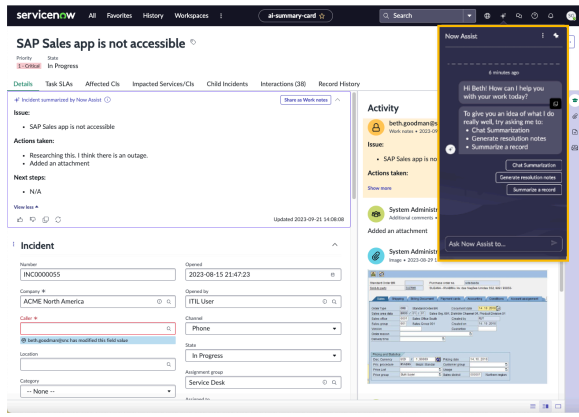 servicenow All Favorites History Workspaces ai-summary-card ☆ Search
SAP Sales app is not accessible
Priority State
1 - Critical In Progress
Details Task SLAs Affected CIs Impacted Services/CIs Child Incidents Interactions (38) Record History
Incident summarized by Now Assist Share as Work notes
Issue:
• SAP Sales app is not accessible
Actions taken:
• Researching this. I think there is an outage.
• Added an attachment
Next steps:
• N/A
View less
Updated 2023-09-21 14:08:08
Incident
Number
INC0000055
Company *
ACME North America
Caller *
beth.goodman@snc has modified this field value
Location
Category
-- None --
Opened
2023-08-15 21:47:23
Opened by
ITIL User
Channel
Phone
State
In Progress
Assignment group
Service Desk
Assigned to
Activity
beth.goodman@s
Work notes • 2023-09
Issue:
• SAP Sales app is no
Actions taken:
Show more
System Administr
Additional comments •
Added an attachment
System Administr
Image • 2023-08-29 1
Now Assist
6 minutes ago
Hi Beth! How can I help you
with your work today?
To give you an idea of what I do
really well, try asking me to:
• Chat Summarization
• Generate resolution notes
• Summarize a record
Chat Summarization
Generate resolution notes
Summarize a record
Ask Now Assist to...